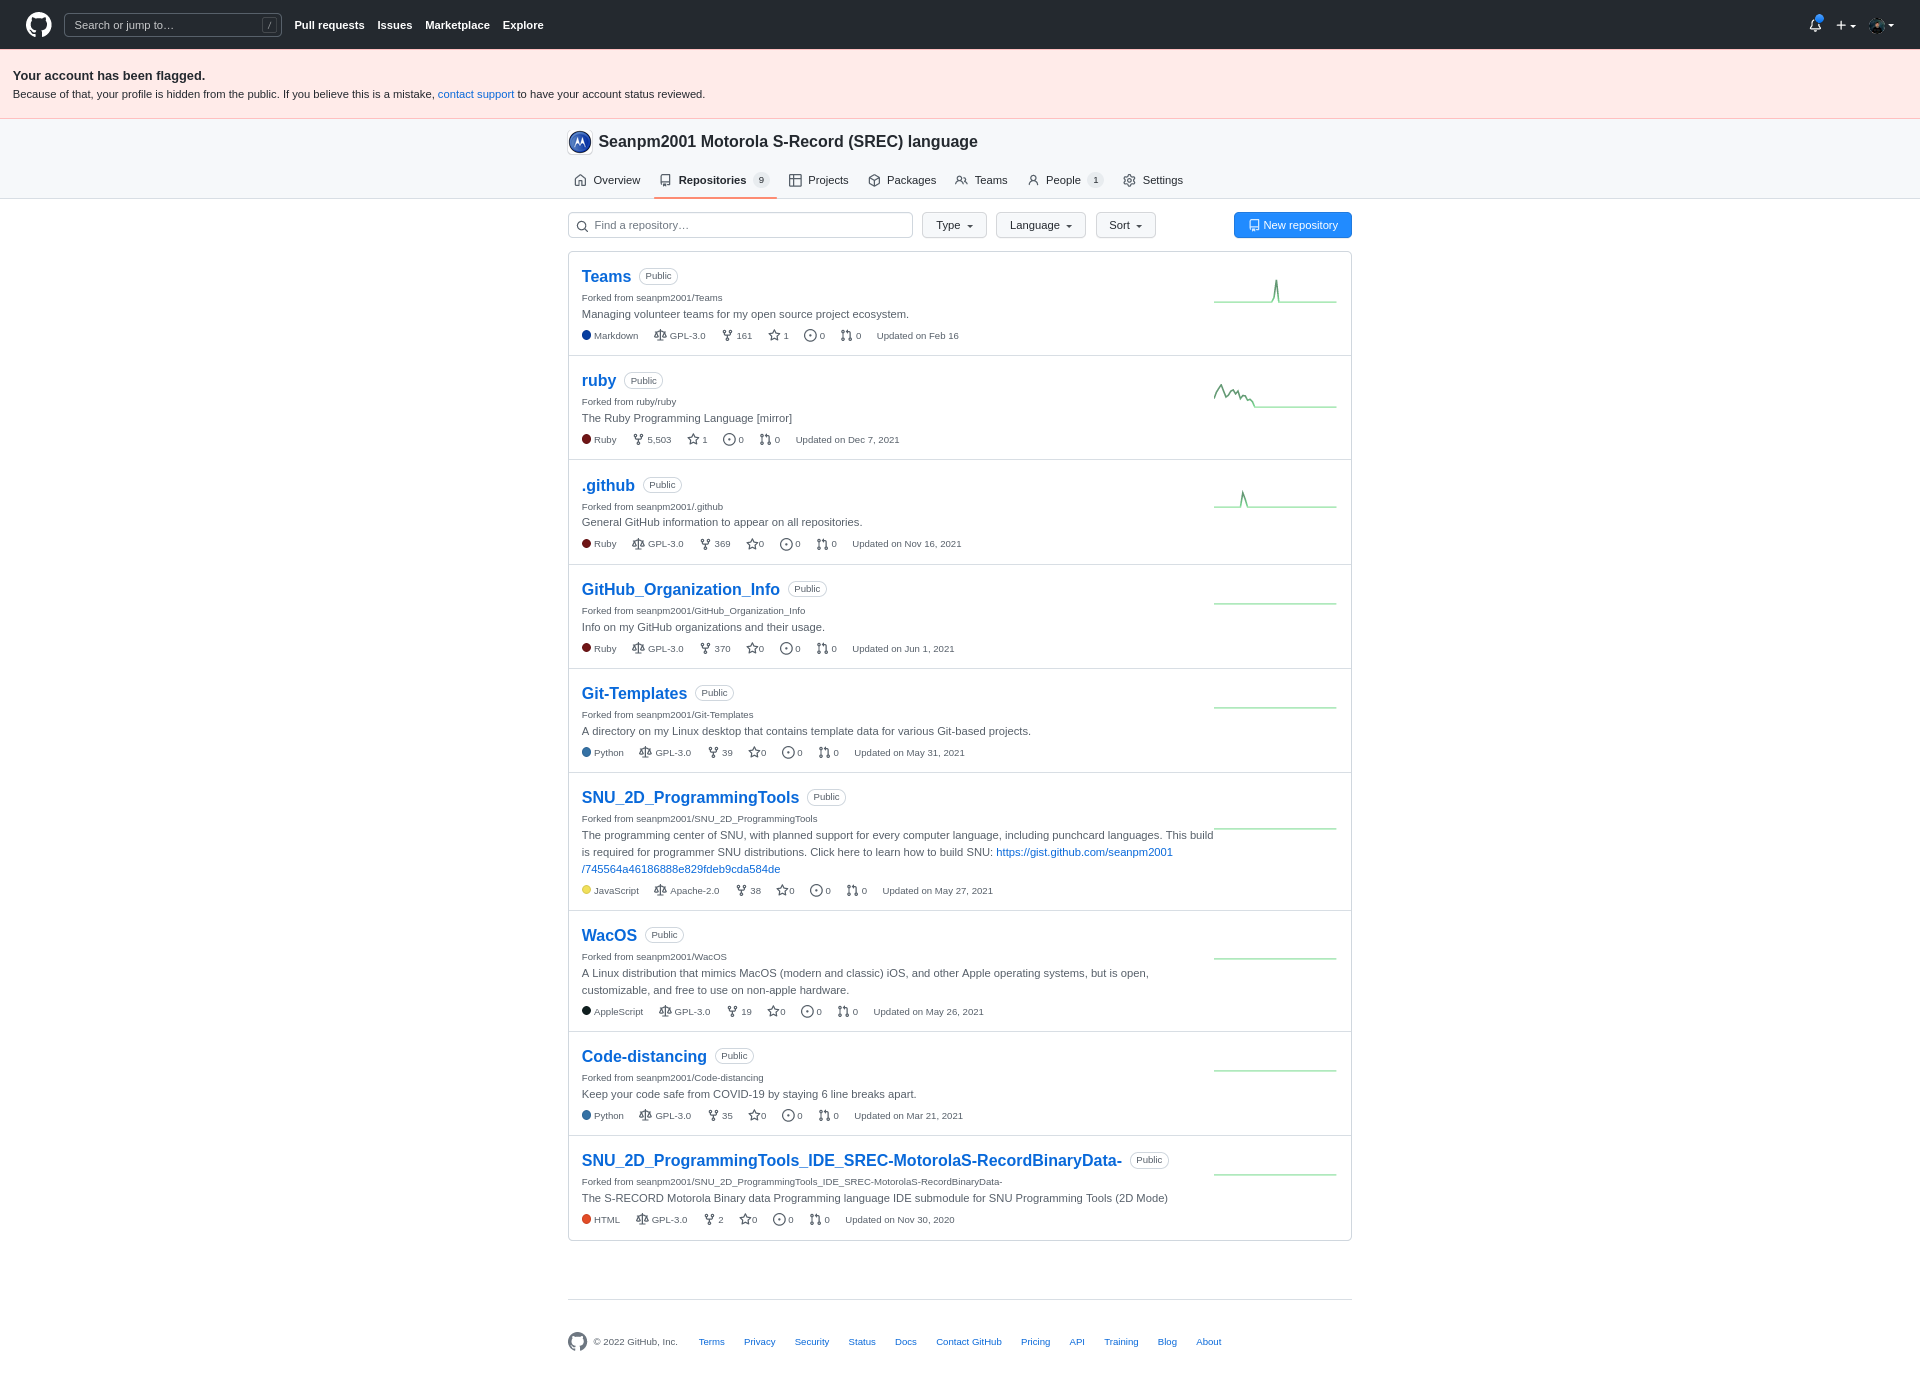 Search or jump to… /
Pull requests Issues Marketplace Explore
Your account has been flagged.
Because of that, your profile is hidden from the public. If you believe this is a mistake, contact support to have your account status reviewed.
Seanpm2001 Motorola S-Record (SREC) language
Overview Repositories 9 Projects Packages Teams People 1 Settings
Find a repository… Type Language Sort New repository
Teams Public
Forked from seanpm2001/Teams
Managing volunteer teams for my open source project ecosystem.
Markdown GPL-3.0 161 1 0 0 Updated on Feb 16
ruby Public
Forked from ruby/ruby
The Ruby Programming Language [mirror]
Ruby 5,503 1 0 0 Updated on Dec 7, 2021
.github Public
Forked from seanpm2001/.github
General GitHub information to appear on all repositories.
Ruby GPL-3.0 369 0 0 0 Updated on Nov 16, 2021
GitHub_Organization_Info Public
Forked from seanpm2001/GitHub_Organization_Info
Info on my GitHub organizations and their usage.
Ruby GPL-3.0 370 0 0 0 Updated on Jun 1, 2021
Git-Templates Public
Forked from seanpm2001/Git-Templates
A directory on my Linux desktop that contains template data for various Git-based projects.
Python GPL-3.0 39 0 0 0 Updated on May 31, 2021
SNU_2D_ProgrammingTools Public
Forked from seanpm2001/SNU_2D_ProgrammingTools
The programming center of SNU, with planned support for every computer language, including punchcard languages. This build
is required for programmer SNU distributions. Click here to learn how to build SNU: https://gist.github.com/seanpm2001
/745564a46186888e829fdeb9cda584de
JavaScript Apache-2.0 38 0 0 0 Updated on May 27, 2021
WacOS Public
Forked from seanpm2001/WacOS
A Linux distribution that mimics MacOS (modern and classic) iOS, and other Apple operating systems, but is open,
customizable, and free to use on non-apple hardware.
AppleScript GPL-3.0 19 0 0 0 Updated on May 26, 2021
Code-distancing Public
Forked from seanpm2001/Code-distancing
Keep your code safe from COVID-19 by staying 6 line breaks apart.
Python GPL-3.0 35 0 0 0 Updated on Mar 21, 2021
SNU_2D_ProgrammingTools_IDE_SREC-MotorolaS-RecordBinaryData- Public
Forked from seanpm2001/SNU_2D_ProgrammingTools_IDE_SREC-MotorolaS-RecordBinaryData-
The S-RECORD Motorola Binary data Programming language IDE submodule for SNU Programming Tools (2D Mode)
HTML GPL-3.0 2 0 0 0 Updated on Nov 30, 2020
© 2022 GitHub, Inc. Terms Privacy Security Status Docs Contact GitHub Pricing API Training Blog About